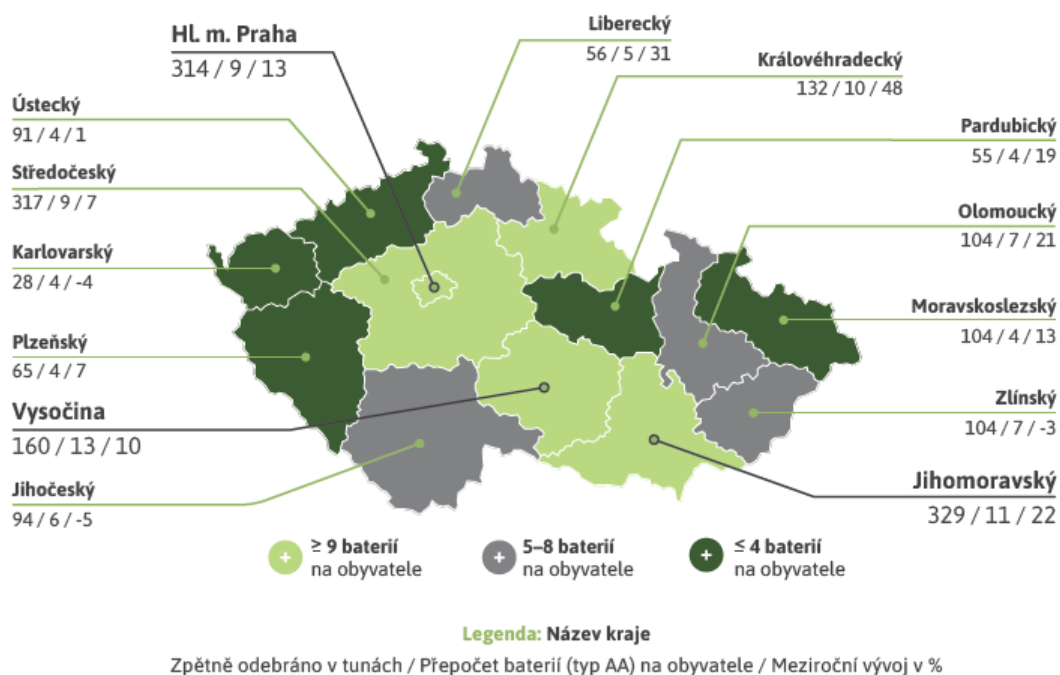 Hl. m. Praha
314 / 9 / 13
Liberecký
56 / 5 / 31
Královéhradecký
132 / 10 / 48
Ústecký
91 / 4 / 1
Pardubický
55 / 4 / 19
Středočeský
317 / 9 / 7
Olomoucký
104 / 7 / 21
Karlovarský
28 / 4 / -4
Moravskoslezský
104 / 4 / 13
Plzeňský
65 / 4 / 7
Zlínský
104 / 7 / -3
Vysočina
160 / 13 / 10
Jihomoravský
329 / 11 / 22
Jihočeský
94 / 6 / -5
≥ 9 baterií
na obyvatele
5–8 baterií
na obyvatele
≤ 4 baterií
na obyvatele
Legenda: Název kraje
Zpětně odebráno v tunách / Přepočet baterií (typ AA) na obyvatele / Meziroční vývoj v %